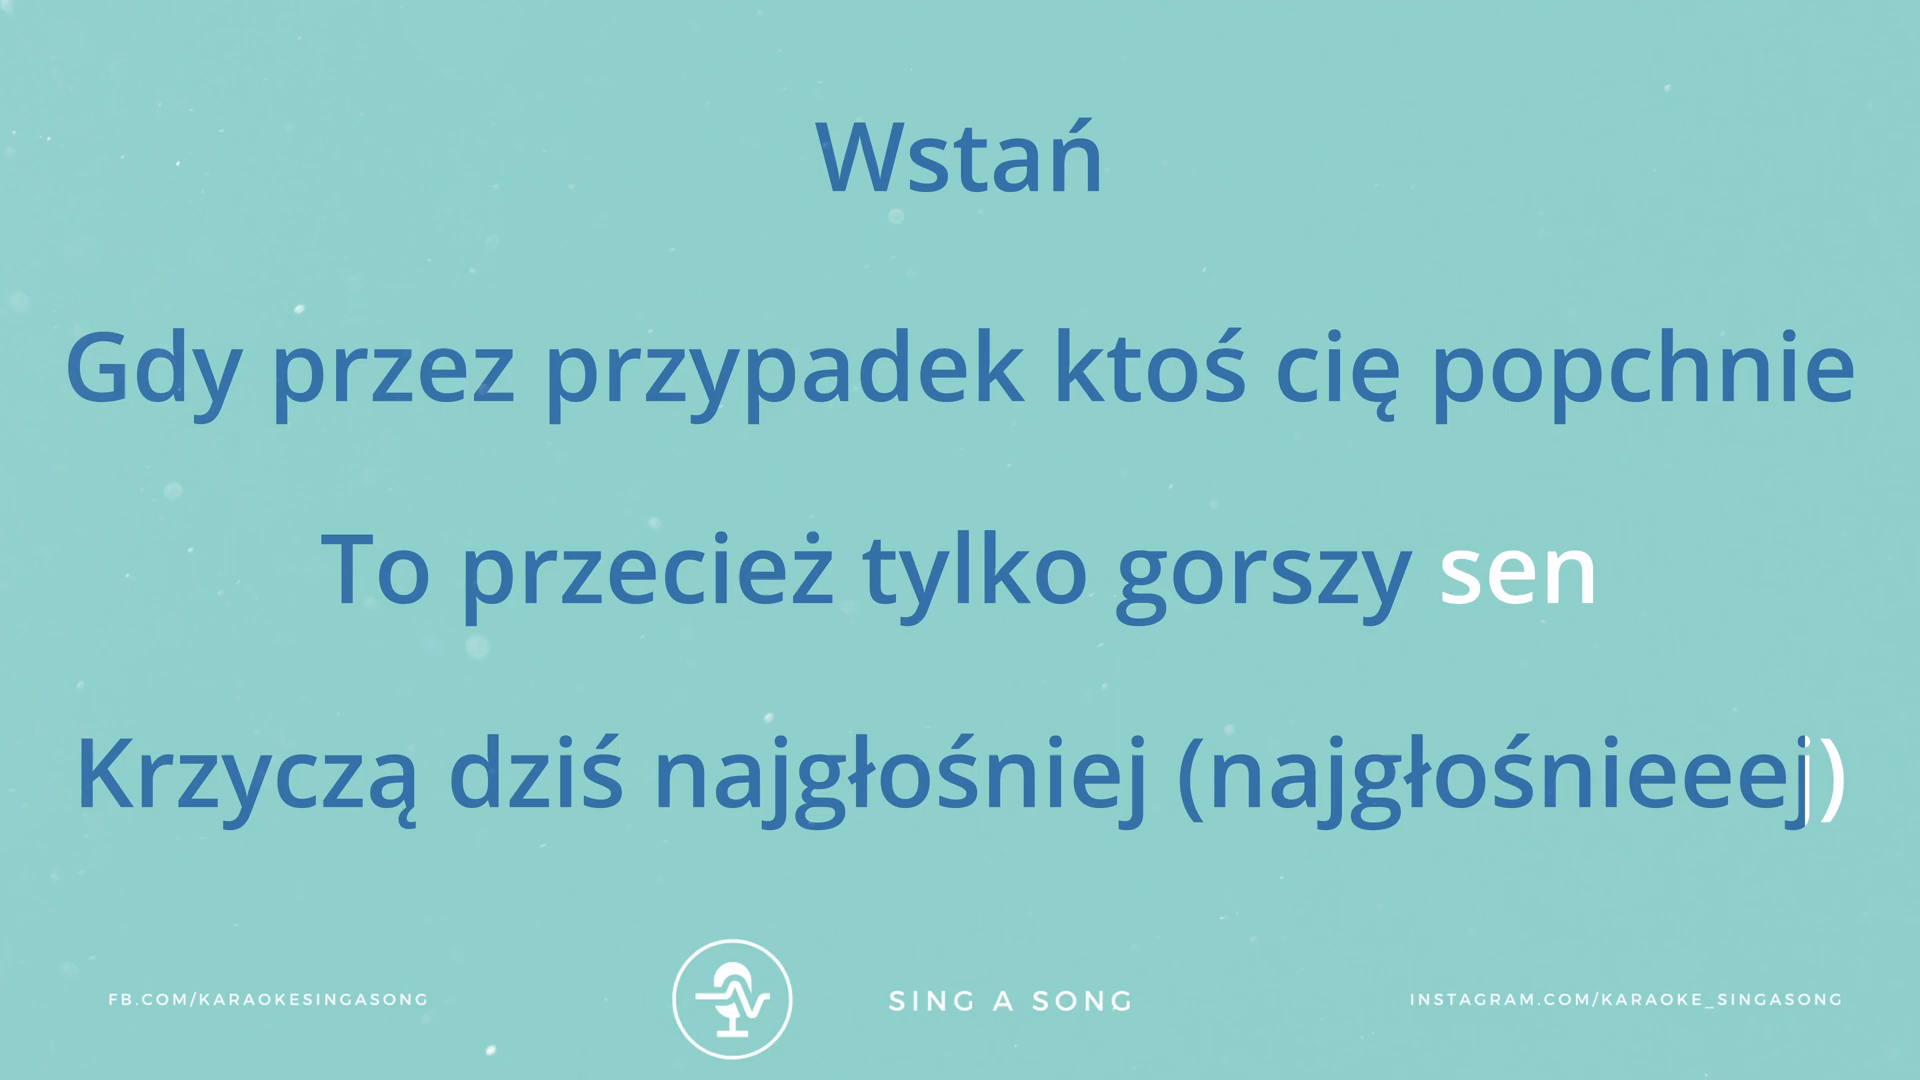 Wstań
Gdy przez przypadek ktoś cię popchnie
To przecież tylko gorszy sen
Krzyczą dziś najgłośniej (najgłośnieeej)
FB.COM/KARAOKESINGASONG
SING A SONG
INSTAGRAM.COM/KARAOKE_SINGASONG